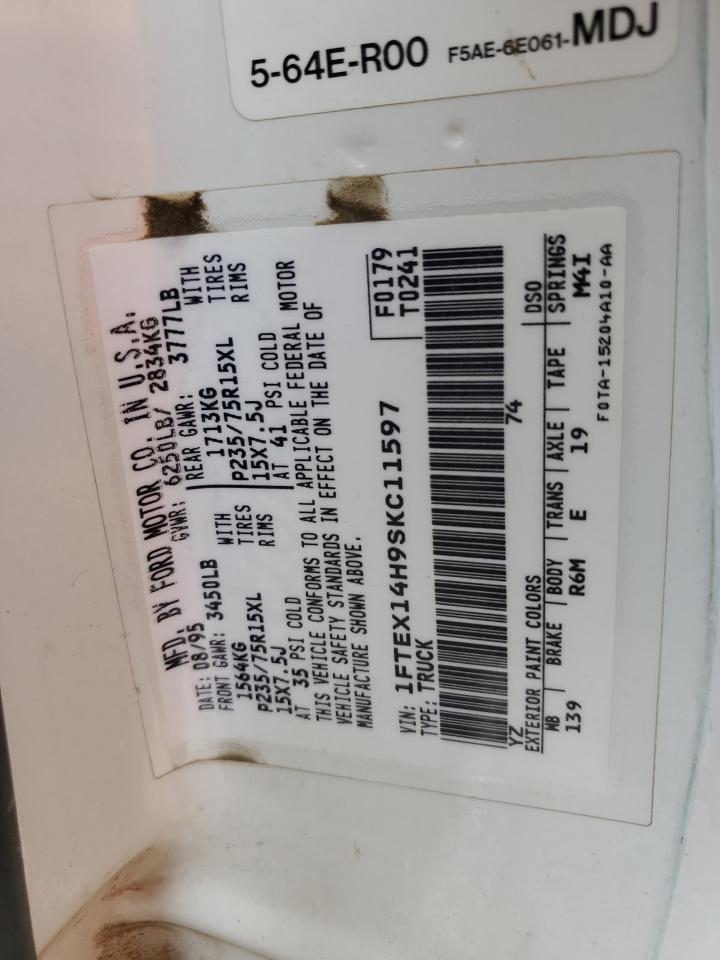 5-64E-R00 F5AE-6E061-MDJ
MFD. BY FORD MOTOR CO. IN U.S.A.
DATE: 08/95 GVWR: 6250LB/ 2834KG
FRONT GAWR: 3450LB REAR GAWR: 3777LB
1564KG WITH 1713KG WITH
P235/75R15XL TIRES P235/75R15XL TIRES
15X7.5J RIMS 15X7.5J RIMS
AT 35 PSI COLD AT 41 PSI COLD
THIS VEHICLE CONFORMS TO ALL APPLICABLE FEDERAL MOTOR
VEHICLE SAFETY STANDARDS IN EFFECT ON THE DATE OF
MANUFACTURE SHOWN ABOVE.
F0179
VIN: 1FTEX14H9SKC11597 T0241
TYPE: TRUCK
YZ 74
EXTERIOR PAINT COLORS DSO
WB BRAKE BODY TRANS AXLE TAPE SPRINGS
139 R6M E 19 M4I
F0TA-15204A10-AA